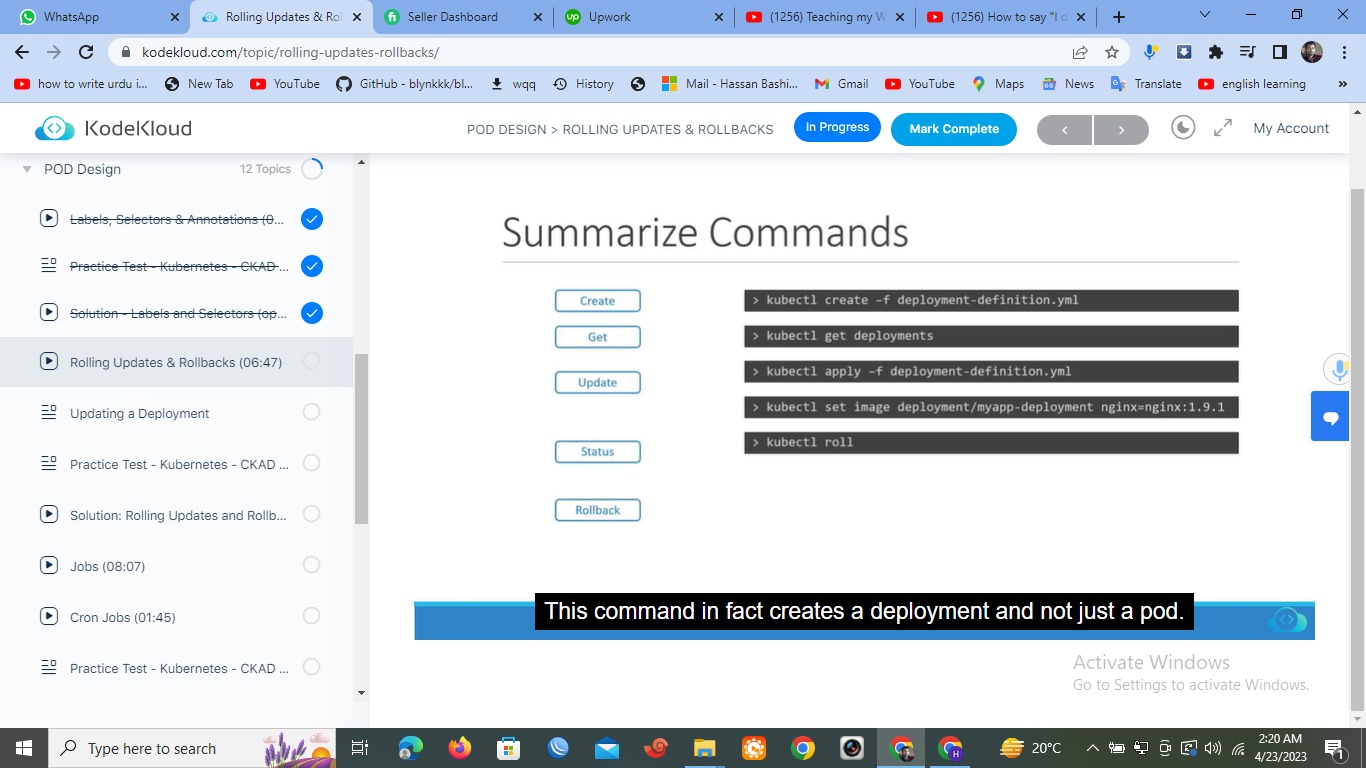 WhatsApp
Rolling Updates & Rol
Seller Dashboard
Upwork
(1256) Teaching my W
(1256) How to say "I d
kodekloud.com/topic/rolling-updates-rollbacks/
how to write urdu i...
New Tab
YouTube
GitHub - blynkkk/bl...
wqq
History
Mail - Hassan Bashi...
Gmail
YouTube
Maps
News
Translate
english learning
»
KodeKloud
POD DESIGN > ROLLING UPDATES & ROLLBACKS
In Progress
Mark Complete
My Account
POD Design
12 Topics
Labels, Selectors & Annotations (0...
Practice Test - Kubernetes - CKAD ...
Solution - Labels and Selectors (op...
Rolling Updates & Rollbacks (06:47)
Updating a Deployment
Practice Test - Kubernetes - CKAD ...
Solution: Rolling Updates and Rollb...
Jobs (08:07)
Cron Jobs (01:45)
Practice Test - Kubernetes - CKAD ...
Summarize Commands
Create
> kubectl create –f deployment-definition.yml
Get
> kubectl get deployments
Update
> kubectl apply –f deployment-definition.yml
> kubectl set image deployment/myapp-deployment nginx=nginx:1.9.1
Status
> kubectl roll
Rollback
This command in fact creates a deployment and not just a pod.
Activate Windows
Go to Settings to activate Windows.
Type here to search
20°C
2:20 AM
4/23/2023
1